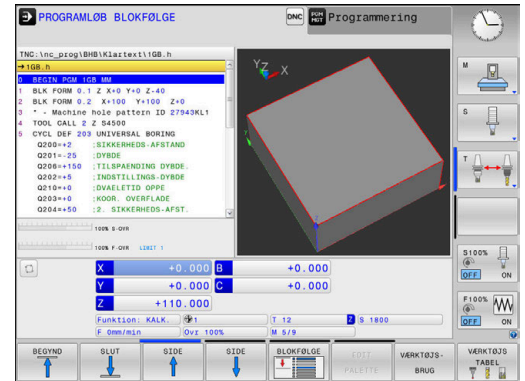 PROGRAMLØB BLOKFØLGE
DNC
PGM MGT
Programmering
TNC:\nc_prog\BHB\Klartext\1GB.h
→1GB.h
0 BEGIN PGM 1GB MM
1 BLK FORM 0.1 Z X+0 Y+0 Z-40
2 BLK FORM 0.2 X+100 Y+100 Z+0
3 * - Machine hole pattern ID 27943KL1
4 TOOL CALL 2 Z S4500
5 CYCL DEF 203 UNIVERSAL BORING
Q200=+2 ;SIKKERHEDS-AFSTAND
Q201=-25 ;DYBDE
Q206=+150 ;TILSPAENDING DYBDE.
Q202=+5 ;INDSTILLINGS-DYBDE
Q210=+0 ;DVAELETID OPPE
Q203=+0 ;KOOR. OVERFLADE
Q204=+50 ;2. SIKKERHEDS-AFST.
YZ X
M
S
T
100% S-OVR
100% F-OVR LIMIT 1
X +0.000 B +0.000
Y +0.000 C +0.000
Z +110.000
Funktion: KALK. 1 T 12 Z S 1800
F 0mm/min Ovr 100% M 5/9
S100%
OFF ON
F100%
OFF ON
BEGYND
SLUT
SIDE
SIDE
BLOKFØLGE
EDIT PALETTE
VÆRKTØJS- BRUG
VÆRKTØJS TABEL